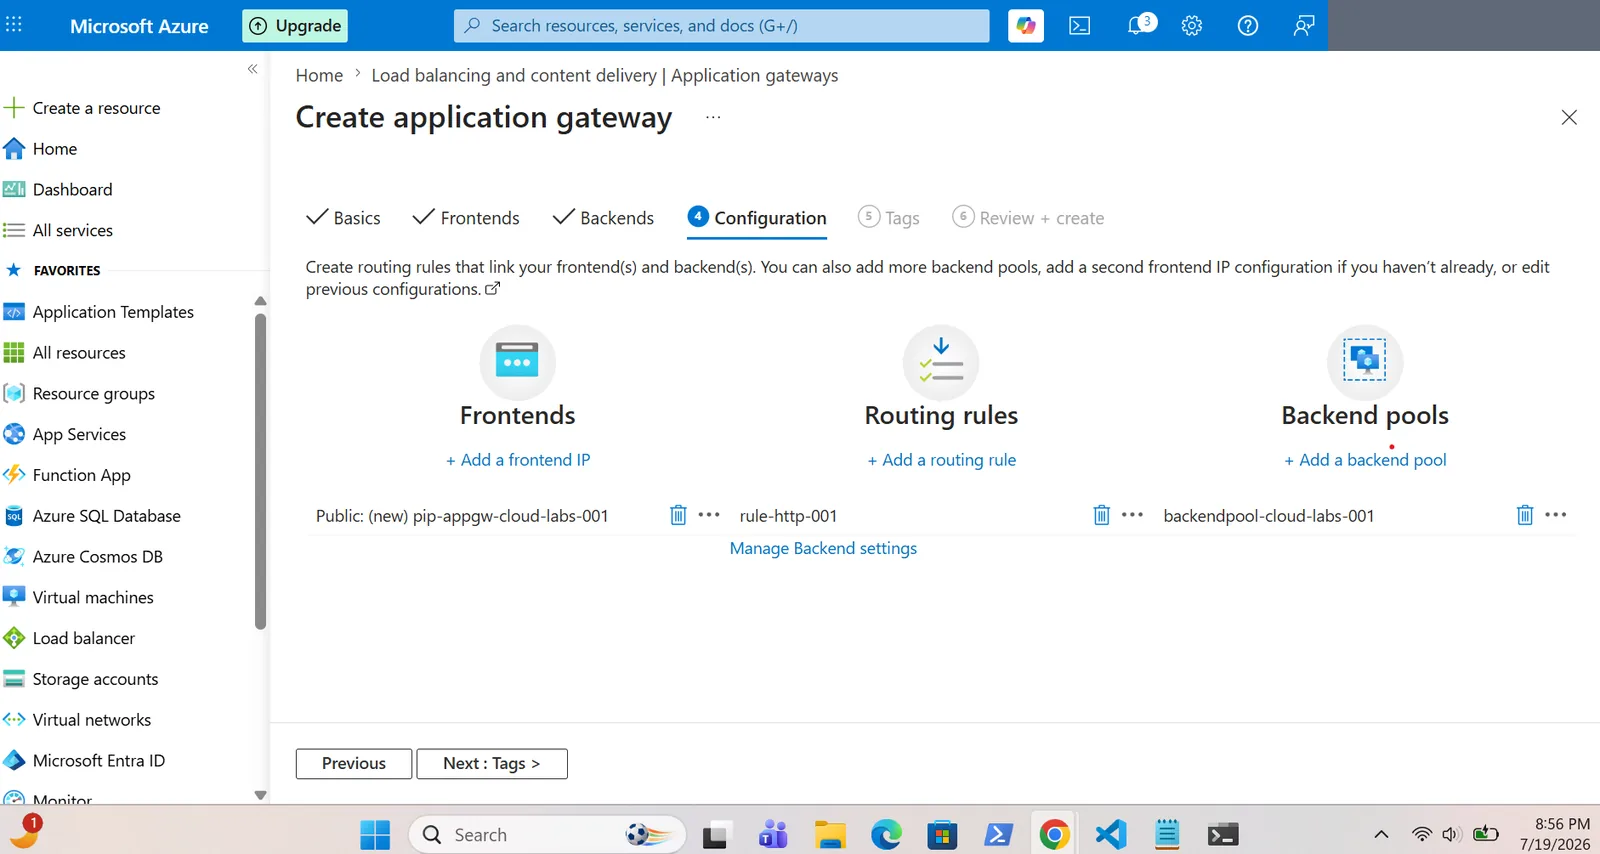 Microsoft Azure
Upgrade
Search resources, services, and docs (G+/)
3
Create a resource
Home
Dashboard
All services
FAVORITES
Application Templates
All resources
Resource groups
App Services
Function App
SQL
Azure SQL Database
Azure Cosmos DB
Virtual machines
Load balancer
Storage accounts
Virtual networks
Microsoft Entra ID
Monitor
Home > Load balancing and content delivery | Application gateways
Create application gateway ...
Basics
Frontends
Backends
4 Configuration
5 Tags
6 Review + create
Create routing rules that link your frontend(s) and backend(s). You can also add more backend pools, add a second frontend IP configuration if you haven't already, or edit
previous configurations.
Frontends
+ Add a frontend IP
Public: (new) pip-appgw-cloud-labs-001
Routing rules
+ Add a routing rule
rule-http-001
Manage Backend settings
Backend pools
+ Add a backend pool
backendpool-cloud-labs-001
Previous
Next : Tags >
1
Search
8:56 PM
7/19/2026